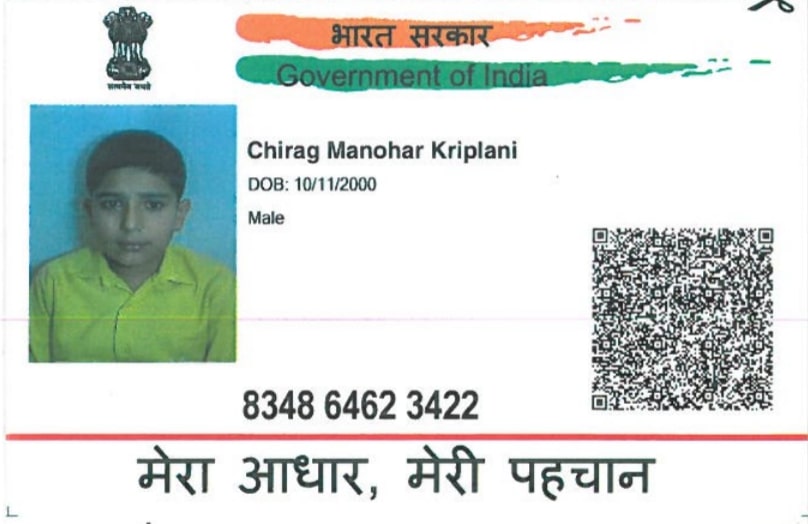 सत्यमेव जयते
भारत सरकार
Government of India
Chirag Manohar Kriplani
DOB: 10/11/2000
Male
8348 6462 3422
मेरा आधार, मेरी पहचान